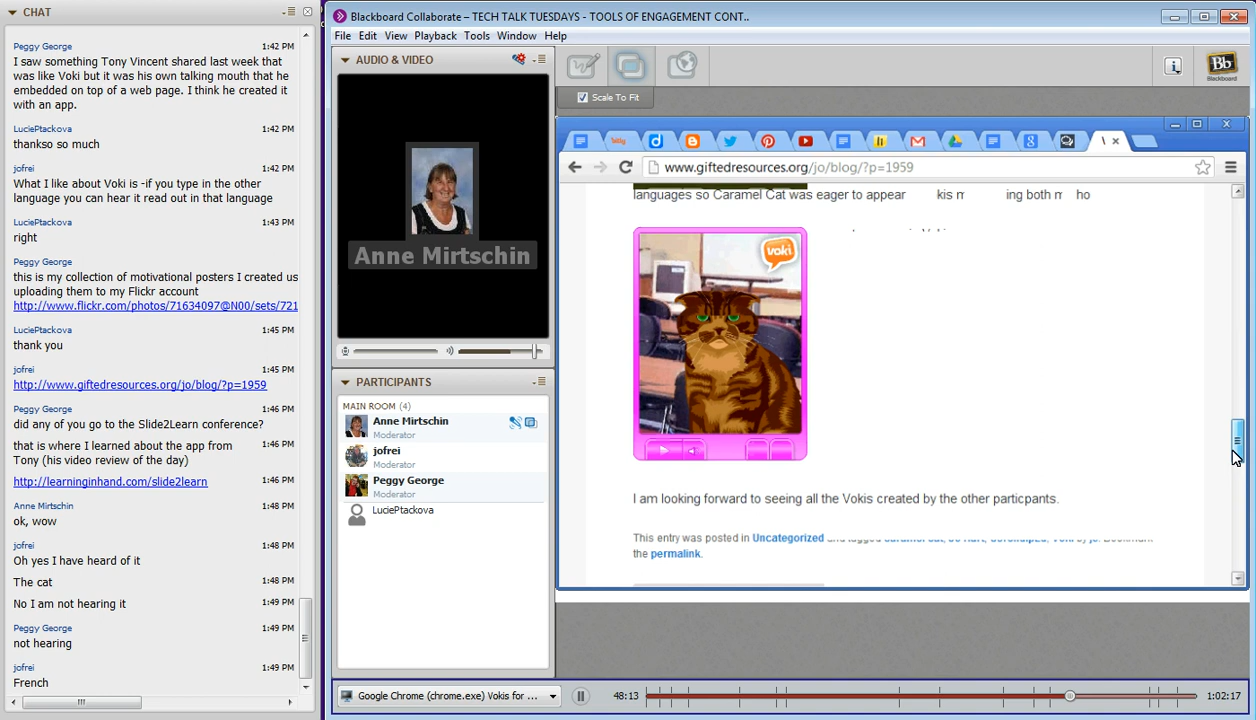 CHAT
Peggy George 1:42 PM
I saw something Tony Vincent shared last week that
was like Voki but it was his own talking mouth that he
embedded on top of a web page. I think he created it
with an app.
LuciePtackova 1:42 PM
thankso so much
jofrei 1:42 PM
What I like about Voki is -if you type in the other
language you can hear it read out in that language
LuciePtackova 1:43 PM
right
Peggy George
this is my collection of motivational posters I created us
uploading them to my Flickr account
http://www.flickr.com/photos/71634097@N00/sets/721
LuciePtackova 1:45 PM
thank you
jofrei 1:45 PM
http://www.giftedresources.org/jo/blog/?p=1959
Peggy George 1:46 PM
did any of you go to the Slide2Learn conference?
that is where I learned about the app from 1:46 PM
Tony (his video review of the day)
http://learninginhand.com/slide2learn 1:46 PM
Anne Mirtschin 1:48 PM
ok, wow
jofrei 1:48 PM
Oh yes I have heard of it
The cat 1:48 PM
No I am not hearing it 1:49 PM
Peggy George 1:49 PM
not hearing
jofrei 1:49 PM
French
Blackboard Collaborate – TECH TALK TUESDAYS - TOOLS OF ENGAGEMENT CONT..
File Edit View Playback Tools Window Help
AUDIO & VIDEO
Anne Mirtschin
PARTICIPANTS
MAIN ROOM (4)
Anne Mirtschin
Moderator
jofrei
Moderator
Peggy George
Moderator
LuciePtackova
Bb
Blackboard
Scale To Fit
www.giftedresources.org/jo/blog/?p=1959
languages so Caramel Cat was eager to appear
voki
I am looking forward to seeing all the Vokis created by the other particpants.
This entry was posted in Uncategorized
the permalink.
Google Chrome (chrome.exe) Vokis for ...
48:13
1:02:17